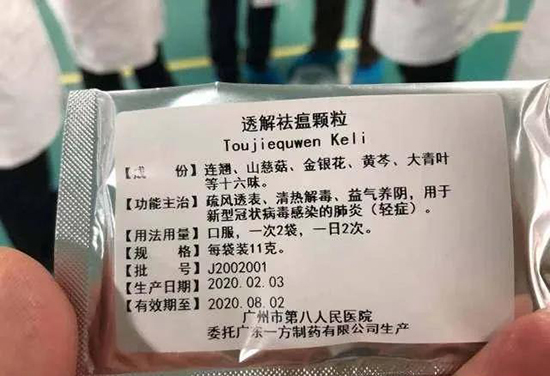 透解祛瘟颗粒
Toujiequwen Keli
【成 份】连翘、山慈菇、金银花、黄芩、大青叶
等十六味。
【功能主治】疏风透表、清热解毒、益气养阴，用于
新型冠状病毒感染的肺炎（轻症）。
【用法用量】口服，一次2袋，一日2次。
【规 格】每袋装11克。
【批 号】J2002001
【生产日期】2020.02.03
【有效期至】2020.08.02
广州市第八人民医院
委托广东一方制药有限公司生产